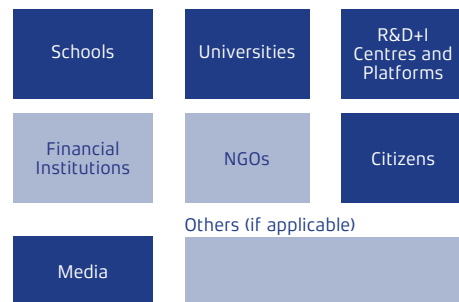 Schools
Universities
R&D+I
Centres and
Platforms
Financial
Institutions
NGOs
Citizens
Others (if applicable)
Media